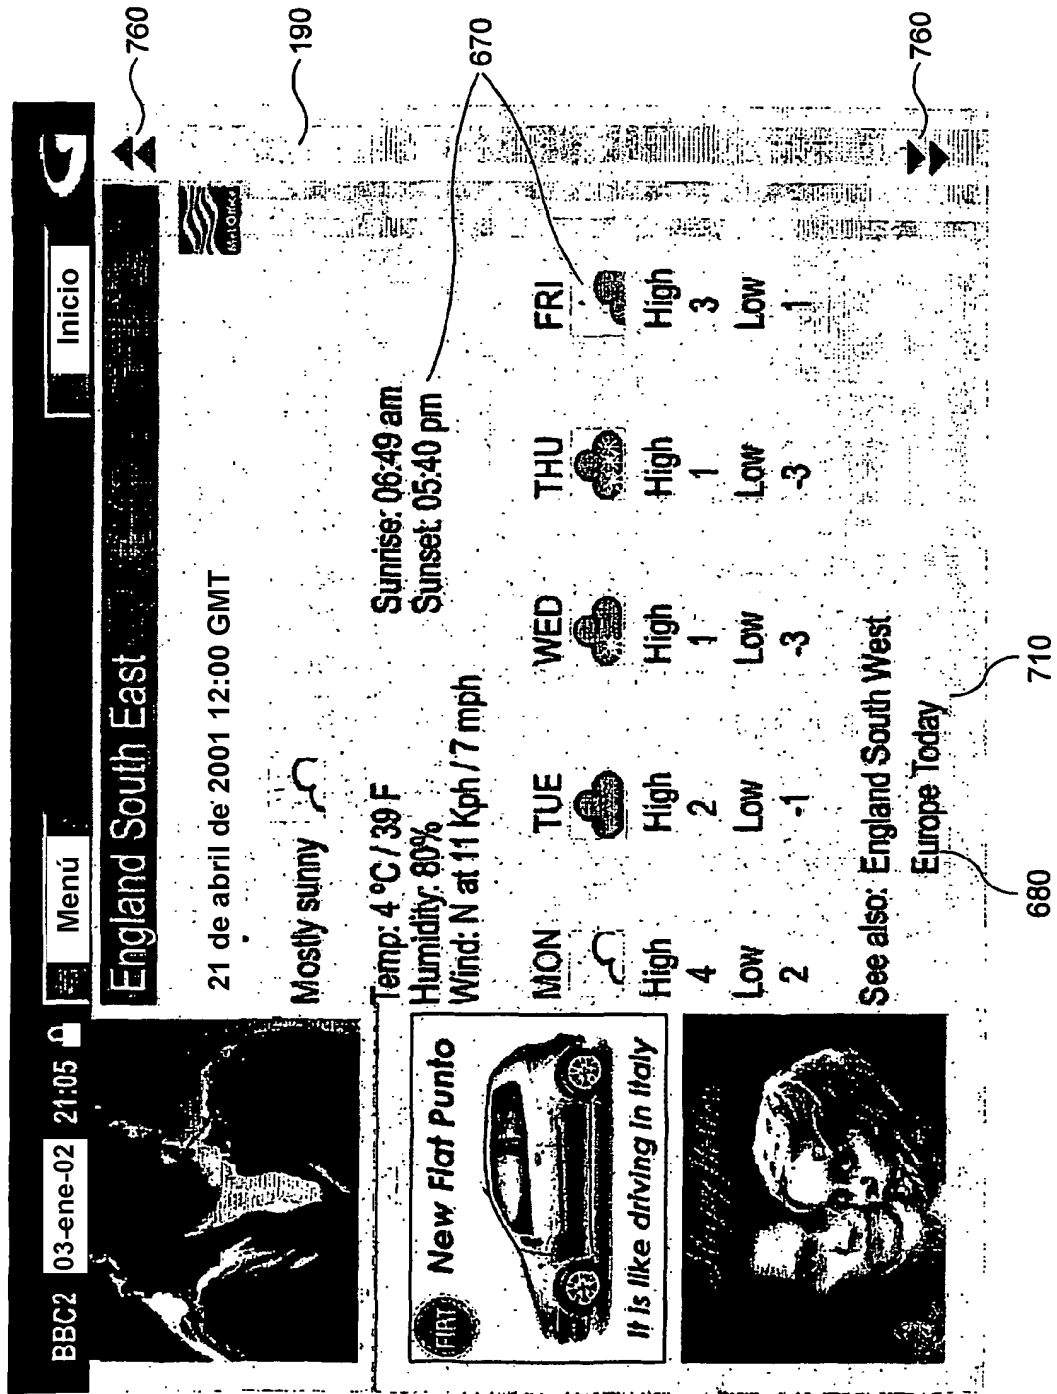 BBC2 03-ene-02 21:05 Menú Inicio
England South East
Met Office
21 de abril de 2001 12:00 GMT
Mostly sunny
Temp: 4 ºC / 39 F
Humidity: 80%
Wind: N at 11 Kph / 7 mph
Sunrise: 06:49 am
Sunset: 05:40 pm
MON TUE WED THU FRI
High High High High High
4 2 1 1 3
Low Low Low Low Low
2 -1 -3 -3 1
See also: England South West
Europe Today
FIAT
New Fiat Punto
It is like driving in Italy
760
190
670
760
680
710